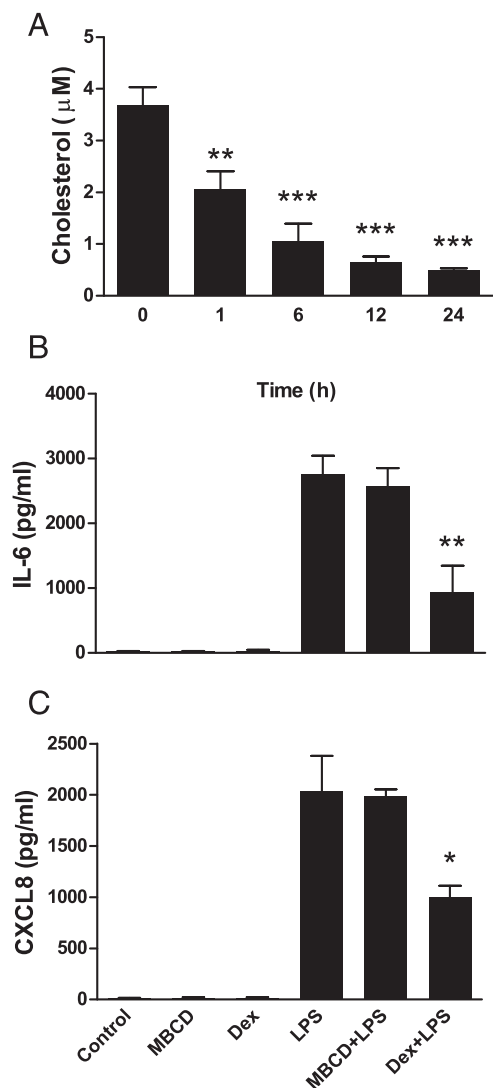 A
Cholesterol (μM)
5
4
3
2
1
0
**
***
***
***
0 1 6 12 24
Time (h)
B
IL-6 (pg/ml)
4000
3000
2000
1000
0
**
C
CXCL8 (pg/ml)
2500
2000
1500
1000
500
0
*
Control MBCD Dex LPS MBCD+LPS Dex+LPS